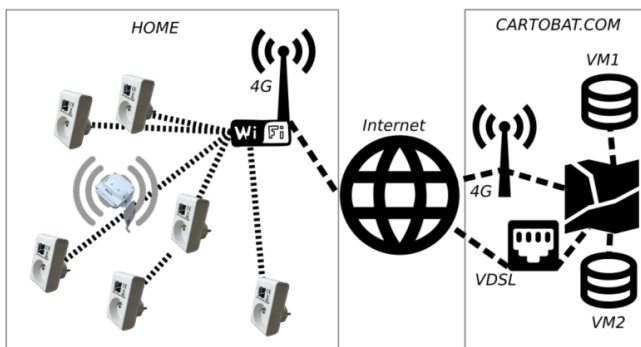 HOME
CARTOBAT.COM
VM1
4G
Wi Fi
Internet
4G
VDSL
VM2